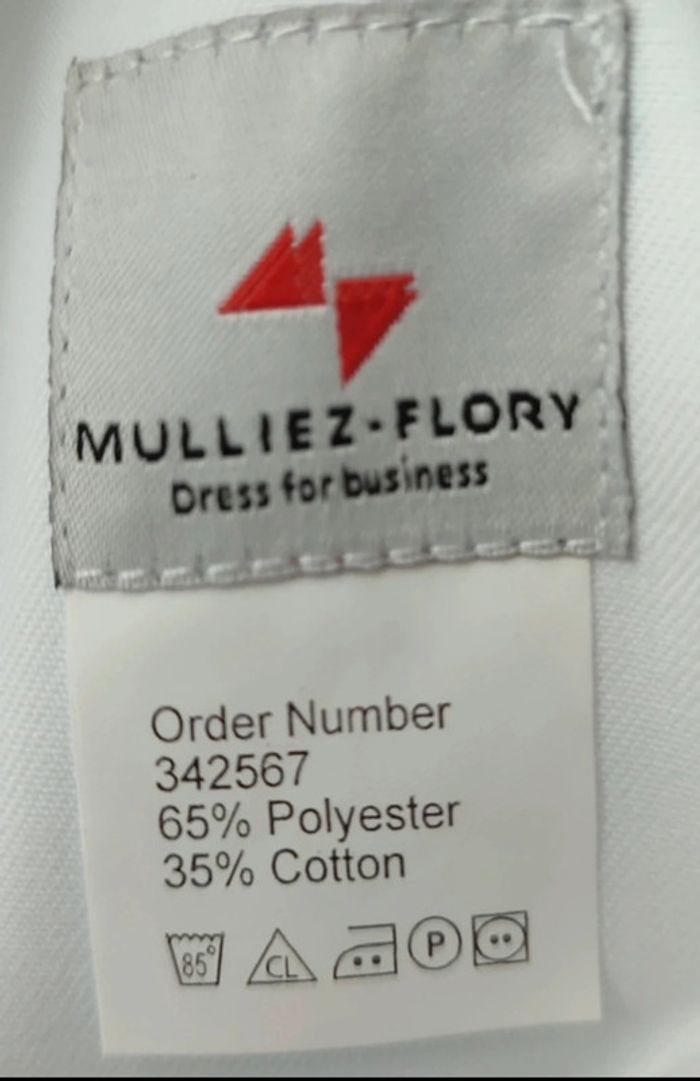 MULLIEZ-FLORY
Dress for business
Order Number
342567
65% Polyester
35% Cotton
85° CL P